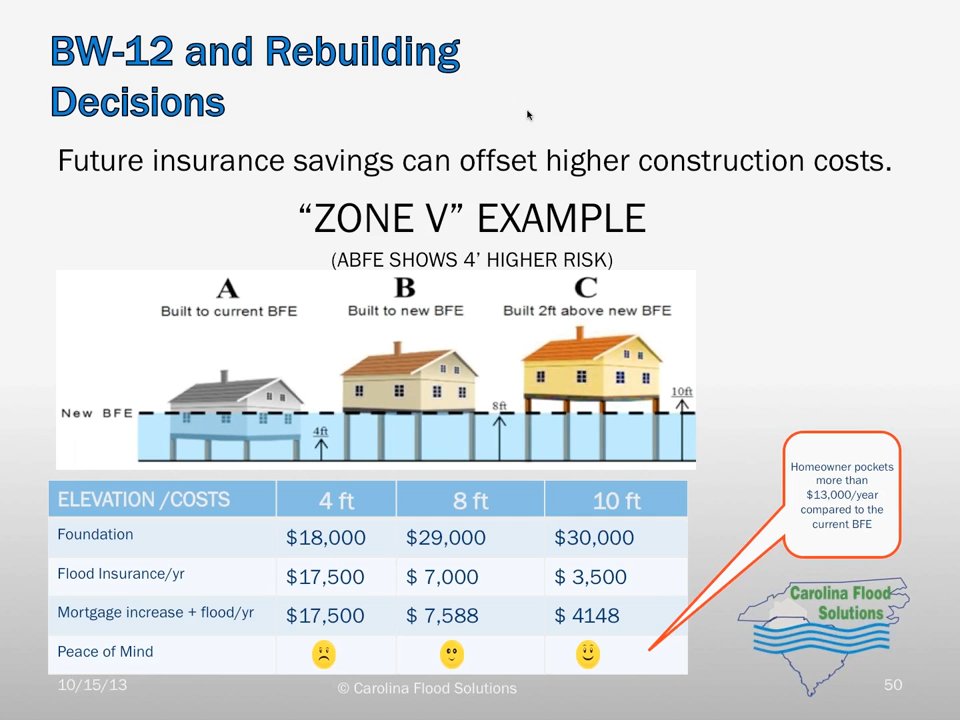 BW-12 and Rebuilding
Decisions
Future insurance savings can offset higher construction costs.
“ZONE V” EXAMPLE
(ABFE SHOWS 4’ HIGHER RISK)
A B C
Built to current BFE Built to new BFE Built 2ft above new BFE
New BFE
4ft
8ft
10ft
ELEVATION /COSTS 4 ft 8 ft 10 ft
Foundation $18,000 $29,000 $30,000
Flood Insurance/yr $17,500 $ 7,000 $ 3,500
Mortgage increase + flood/yr $17,500 $ 7,588 $ 4148
Peace of Mind
Homeowner pockets
more than
$13,000/year
compared to the
current BFE
Carolina Flood
Solutions
10/15/13 © Carolina Flood Solutions 50